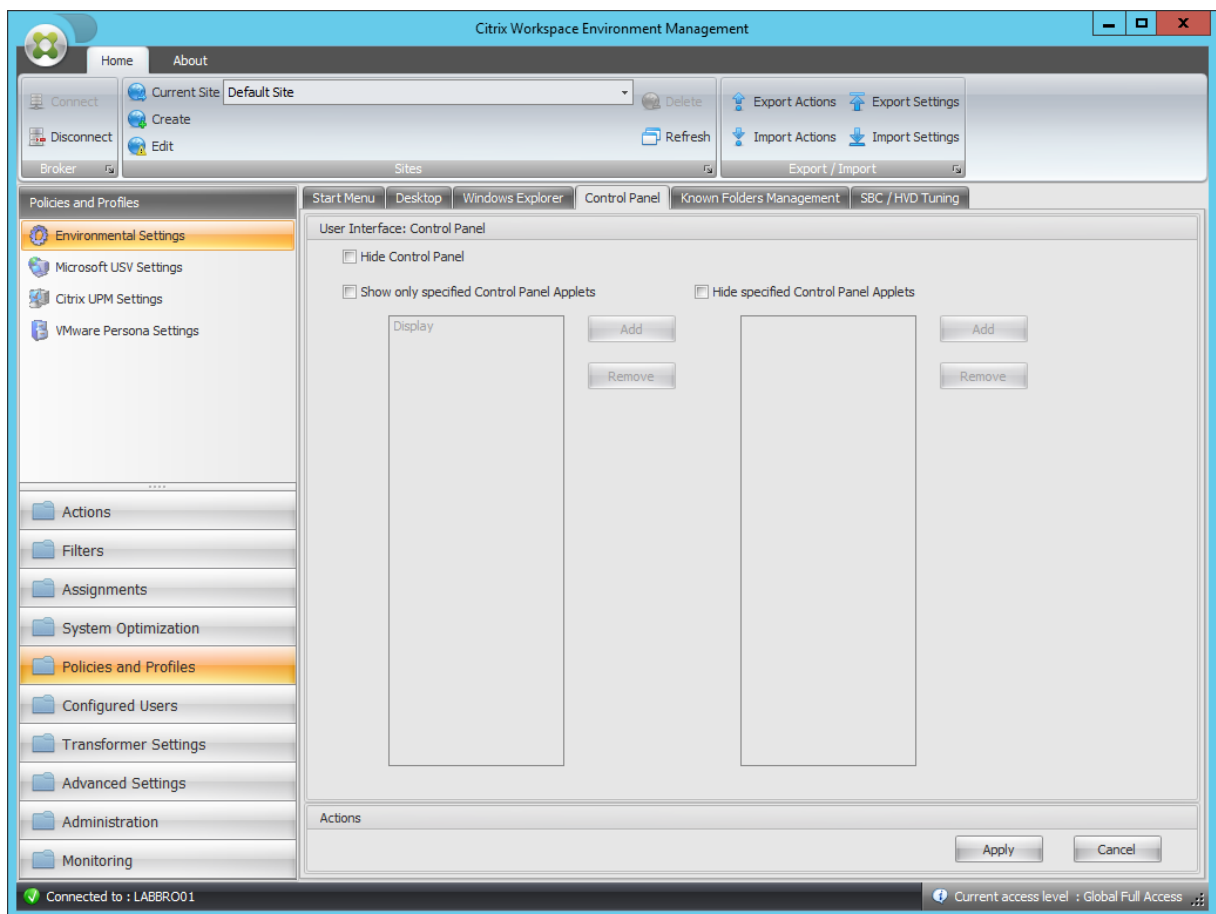 Citrix Workspace Environment Management
Home About
Connect
Disconnect
Broker
Current Site Default Site
Create
Edit
Delete
Refresh
Sites
Export Actions Export Settings
Import Actions Import Settings
Export / Import
Policies and Profiles
Environmental Settings
Microsoft USV Settings
Citrix UPM Settings
VMware Persona Settings
Actions
Filters
Assignments
System Optimization
Policies and Profiles
Configured Users
Transformer Settings
Advanced Settings
Administration
Monitoring
Start Menu Desktop Windows Explorer Control Panel Known Folders Management SBC / HVD Tuning
User Interface: Control Panel
Hide Control Panel
Show only specified Control Panel Applets
Display
Add
Remove
Hide specified Control Panel Applets
Add
Remove
Actions
Apply Cancel
Connected to : LABBRO01
Current access level : Global Full Access